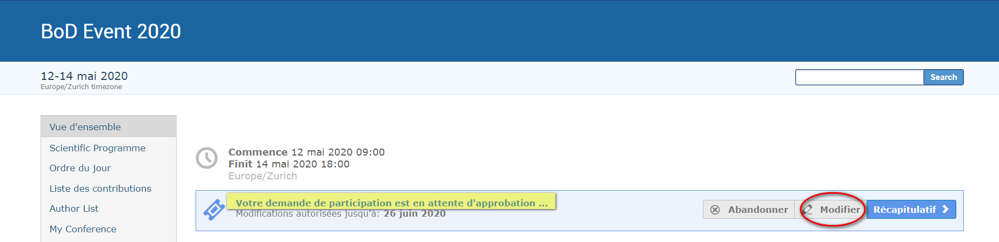 BoD Event 2020
12-14 mai 2020
Europe/Zurich timezone
Search
Vue d'ensemble
Scientific Programme
Ordre du jour
Liste des contributions
Author List
My Conference
Commence 12 mai 2020 09:00
Finit 14 mai 2020 18:00
Europe/Zurich
Votre demande de participation est en attente d'approbation ...
Modifications autorisées jusqu'à: 26 juin 2020
Abandonner Modifier Récapitulatif